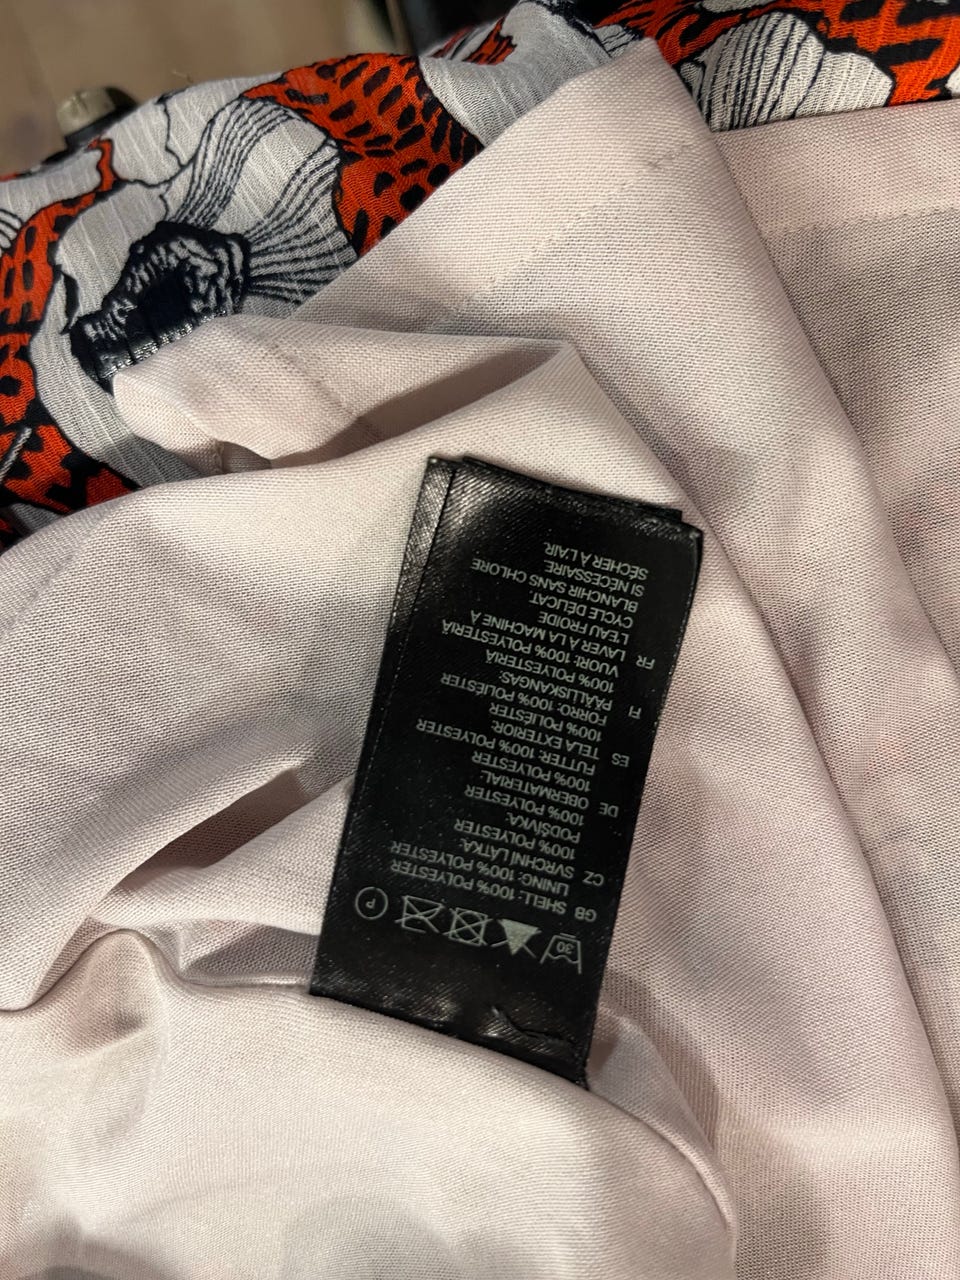 30 P
GB SHELL: 100% POLYESTER
LINING: 100% POLYESTER
CZ SVRCHNÍ LÁTKA:
100% POLYESTER
PODŠÍVKA:
100% POLYESTER
DE OBERMATERIAL:
100% POLYESTER
FUTTER: 100% POLYESTER
ES TELA EXTERIOR:
100% POLIÉSTER
FORRO: 100% POLIÉSTER
FI PÄÄLLISKANGAS:
100% POLYESTERIÄ
VUORI: 100% POLYESTERIÄ
FR LAVER À LA MACHINE À
L'EAU FROIDE
CYCLE DÉLICAT.
BLANCHIR SANS CHLORE
SI NÉCESSAIRE.
SÉCHER À L'AIR.